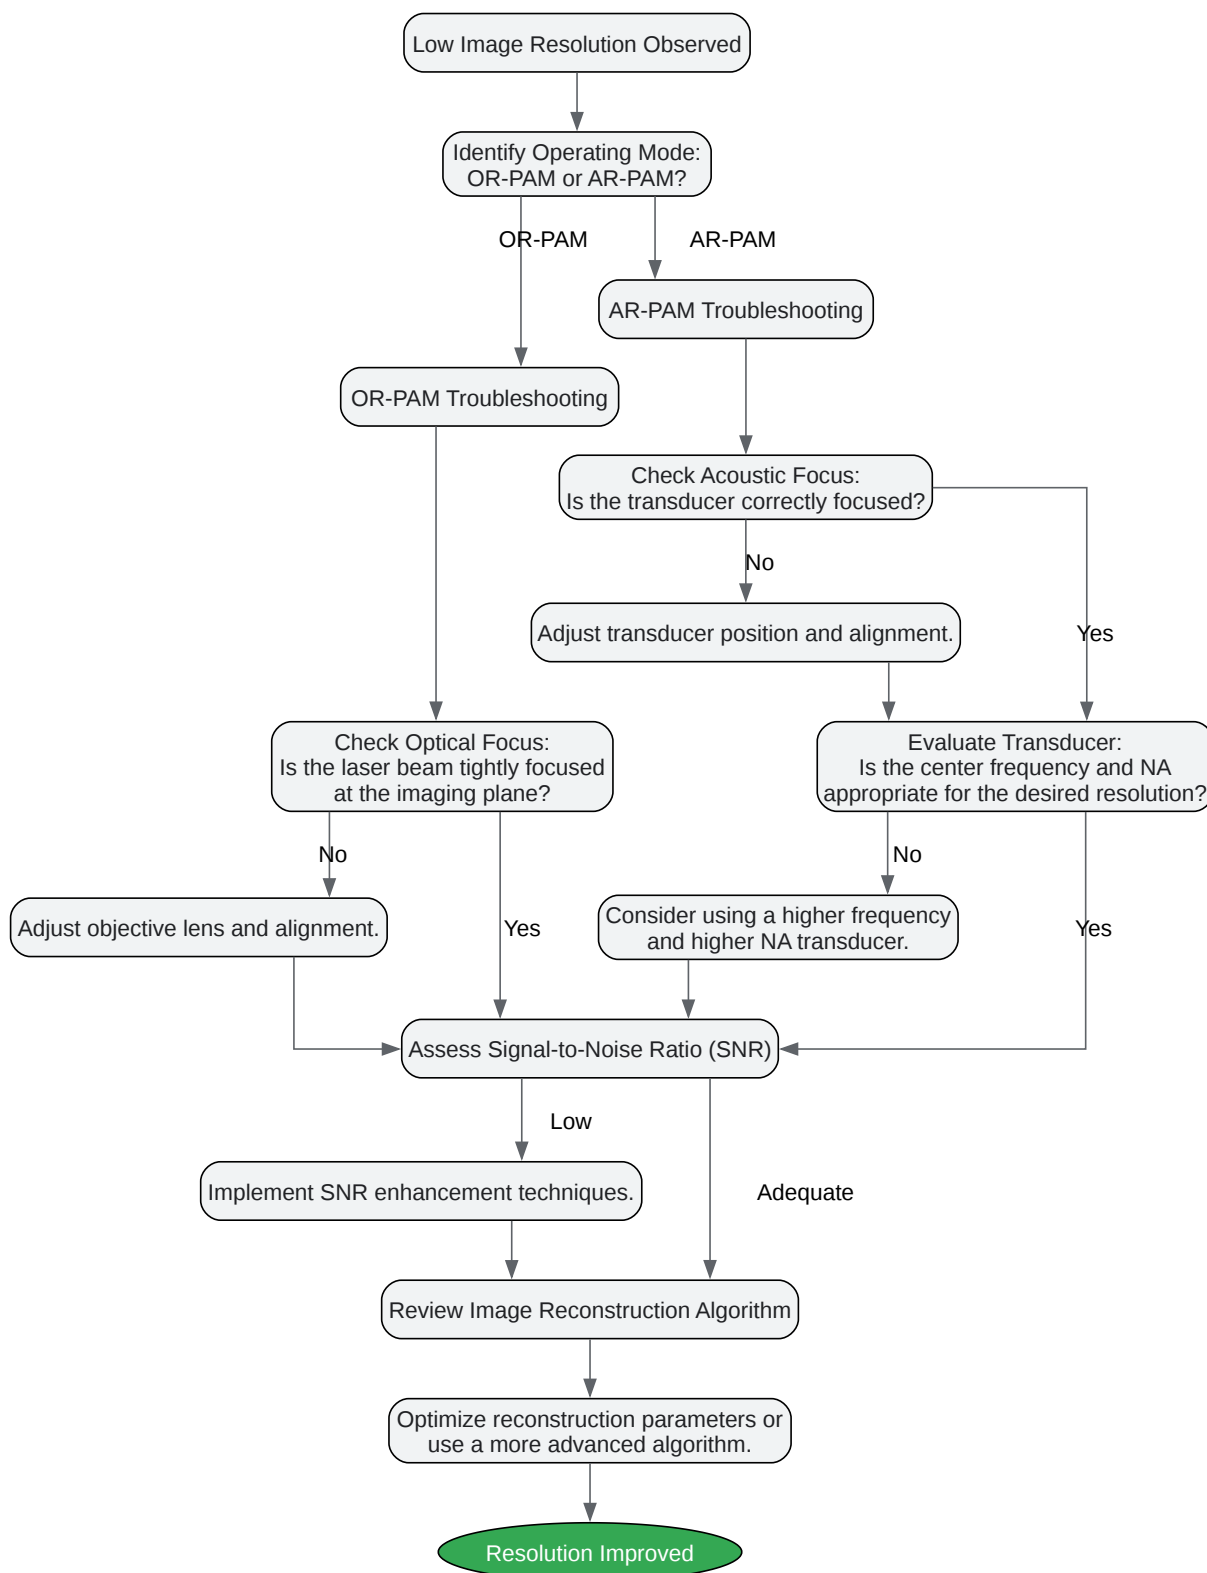 Low Image Resolution Observed
Identify Operating Mode:
OR-PAM or AR-PAM?
OR-PAM
AR-PAM
AR-PAM Troubleshooting
OR-PAM Troubleshooting
Check Acoustic Focus:
Is the transducer correctly focused?
No
Adjust transducer position and alignment.
Yes
Check Optical Focus:
Is the laser beam tightly focused
at the imaging plane?
Evaluate Transducer:
Is the center frequency and NA
appropriate for the desired resolution?
No
No
Adjust objective lens and alignment.
Yes
Consider using a higher frequency
and higher NA transducer.
Yes
Assess Signal-to-Noise Ratio (SNR)
Low
Implement SNR enhancement techniques.
Adequate
Review Image Reconstruction Algorithm
Optimize reconstruction parameters or
use a more advanced algorithm.
Resolution Improved